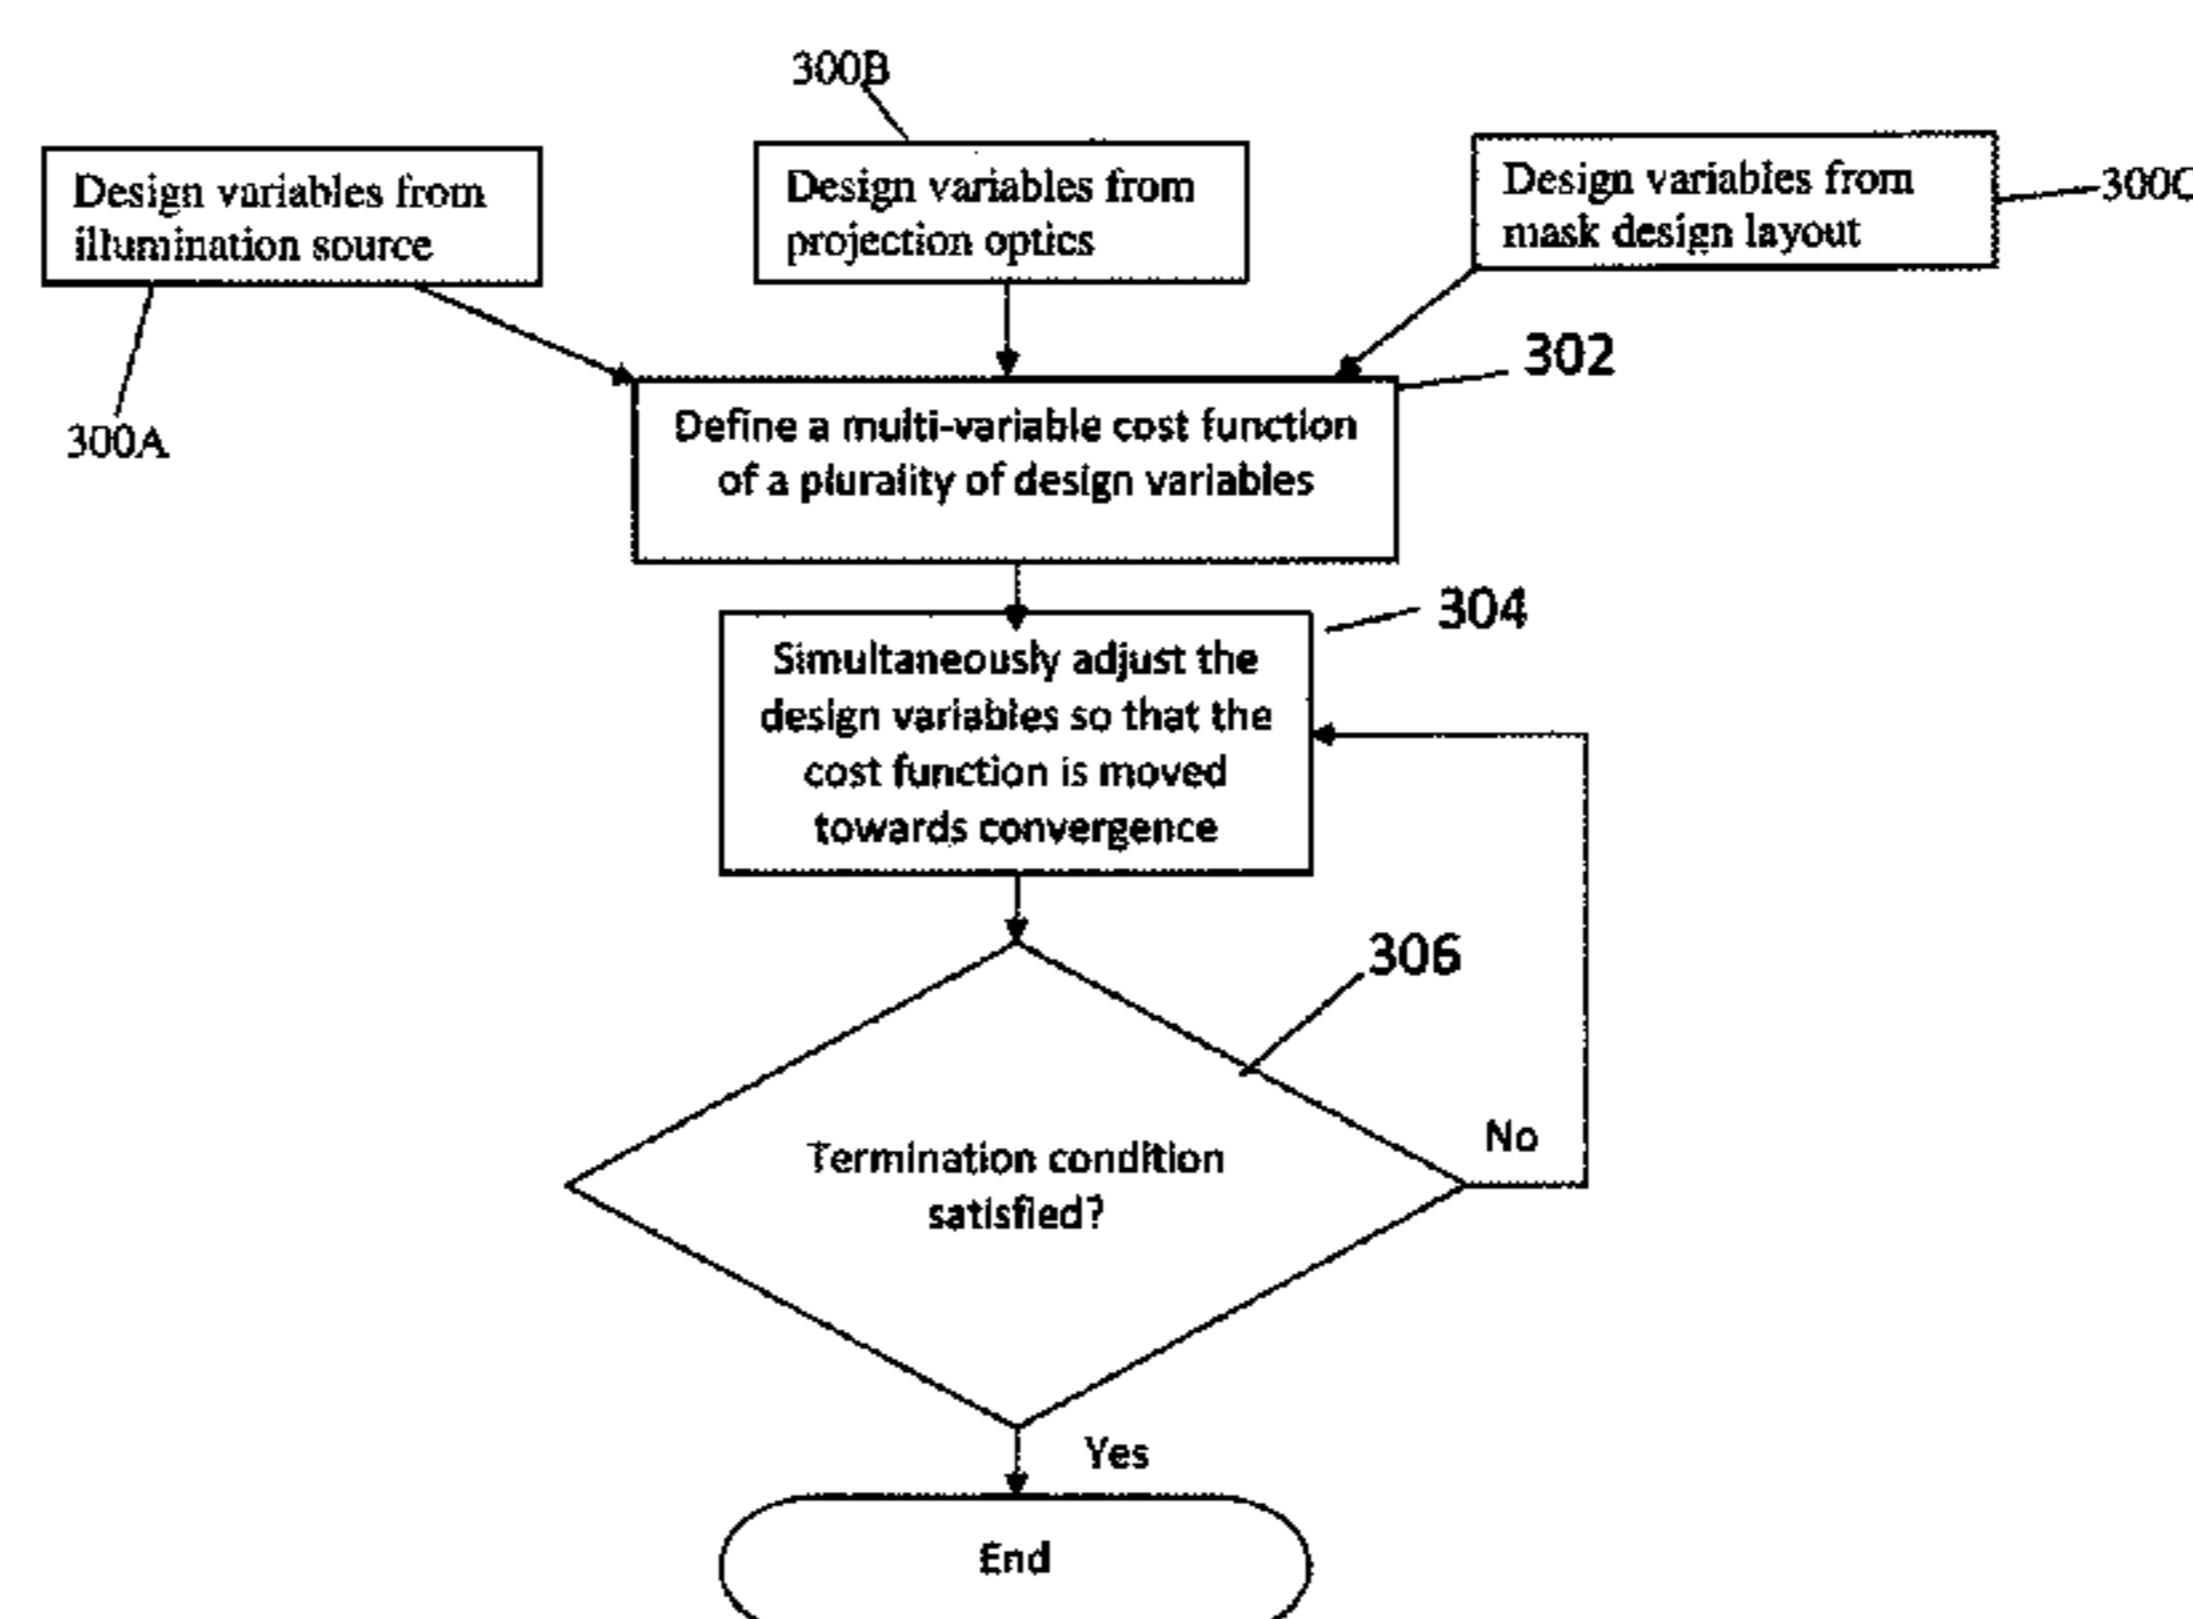 300B
Design variables from
illumination source
Design variables from
projection optics
Design variables from
mask design layout
300C
300A
302
Define a multi-variable cost function
of a plurality of design variables
304
Simultaneously adjust the
design variables so that the
cost function is moved
towards convergence
306
Termination condition
satisfied?
No
Yes
End